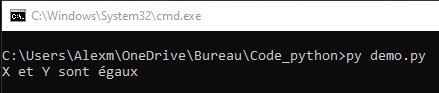 C:\Windows\System32\cmd.exe
C:\Users\Alexm\OneDrive\Bureau\Code_python>py demo.py
X et Y sont égaux